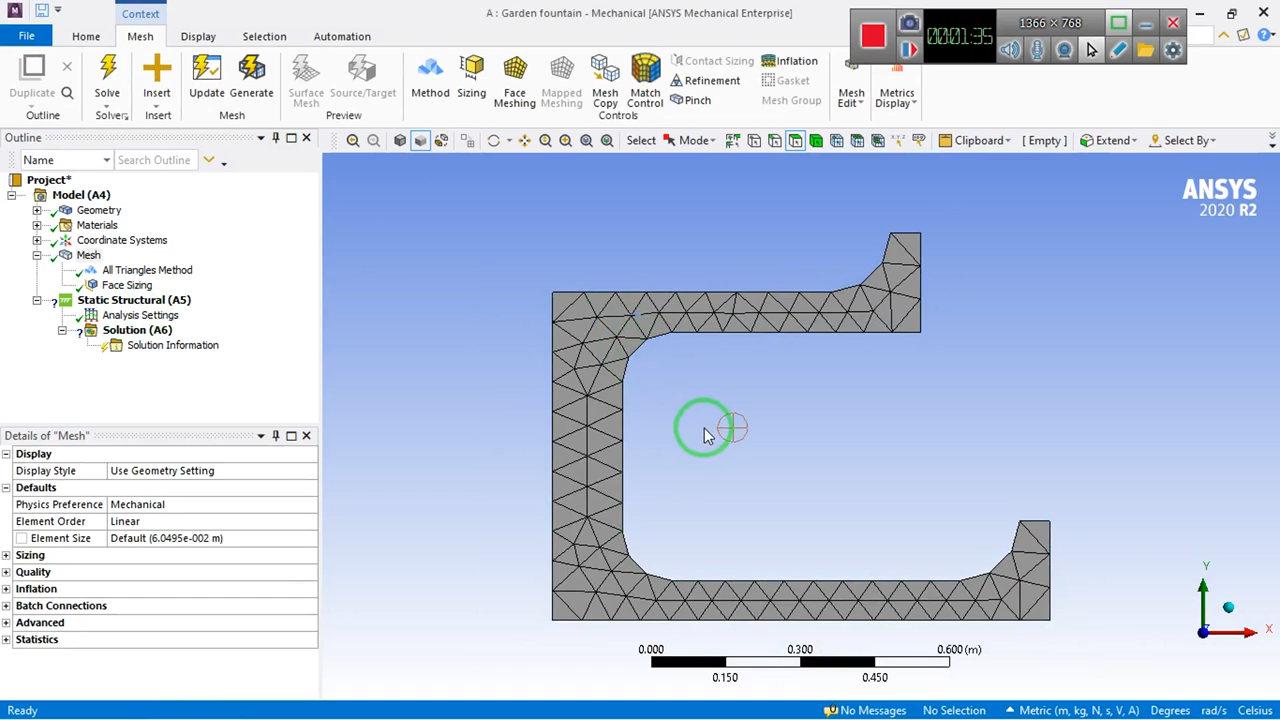 Context
A : Garden fountain - Mechanical [ANSYS Mechanical Enterprise]
File Home Mesh Display Selection Automation
00:01:35
1366 × 768
Duplicate
Outline
Solve
Solver
Insert
Insert
Update Generate
Mesh
Surface Mesh
Source/Target
Preview
Method Sizing Face Meshing Mapped Meshing Mesh Copy Match Control
Contact Sizing
Refinement
Pinch
Inflation
Gasket
Mesh Group
Controls
Mesh Edit
Metrics Display
Outline
Name
Search Outline
Select Mode Clipboard [ Empty ] Extend Select By
Project*
Model (A4)
Geometry
Materials
Coordinate Systems
Mesh
All Triangles Method
Face Sizing
Static Structural (A5)
Analysis Settings
Solution (A6)
Solution Information
ANSYS
2020 R2
Details of "Mesh"
Display
Display Style Use Geometry Setting
Defaults
Physics Preference Mechanical
Element Order Linear
Element Size Default (6.0495e-002 m)
Sizing
Quality
Inflation
Batch Connections
Advanced
Statistics
Y
X
0.000 0.300 0.600 (m)
0.150 0.450
Ready
No Messages No Selection Metric (m, kg, N, s, V, A) Degrees rad/s Celsius